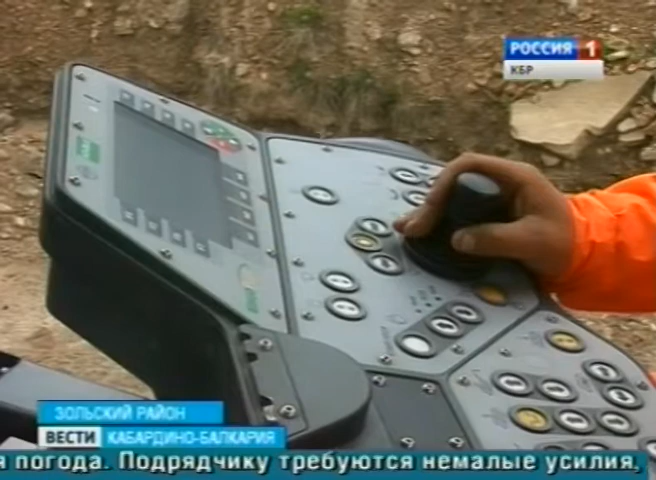 РОССИЯ 1
КБР
ЗОЛЬСКИЙ РАЙОН
ВЕСТИ КАБАРДИНО-БАЛКАРИЯ
я погода. Подрядчику требуются немалые усилия,